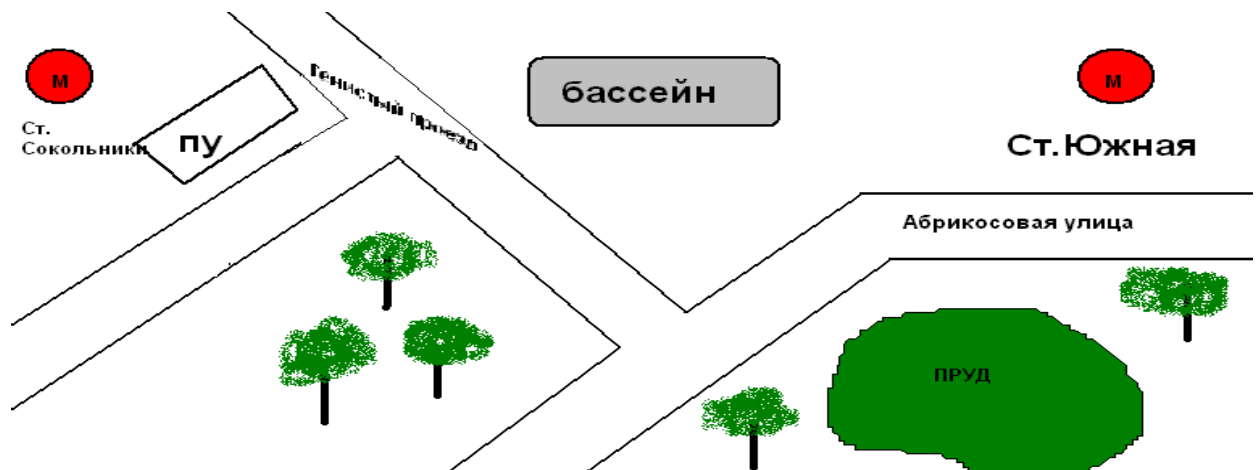 Генистый проезд
бассейн
м
м
Ст.
Сокольники
пу
Ст.Южная
Абрикосовая улица
ПРУД